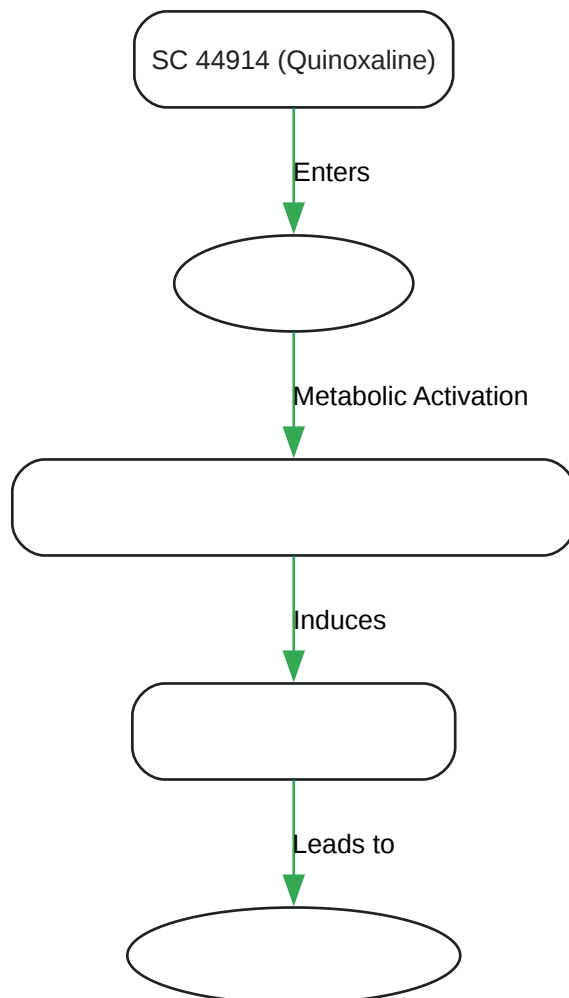 SC 44914 (Quinoxaline)
Enters
Metabolic Activation
Induces
Leads to